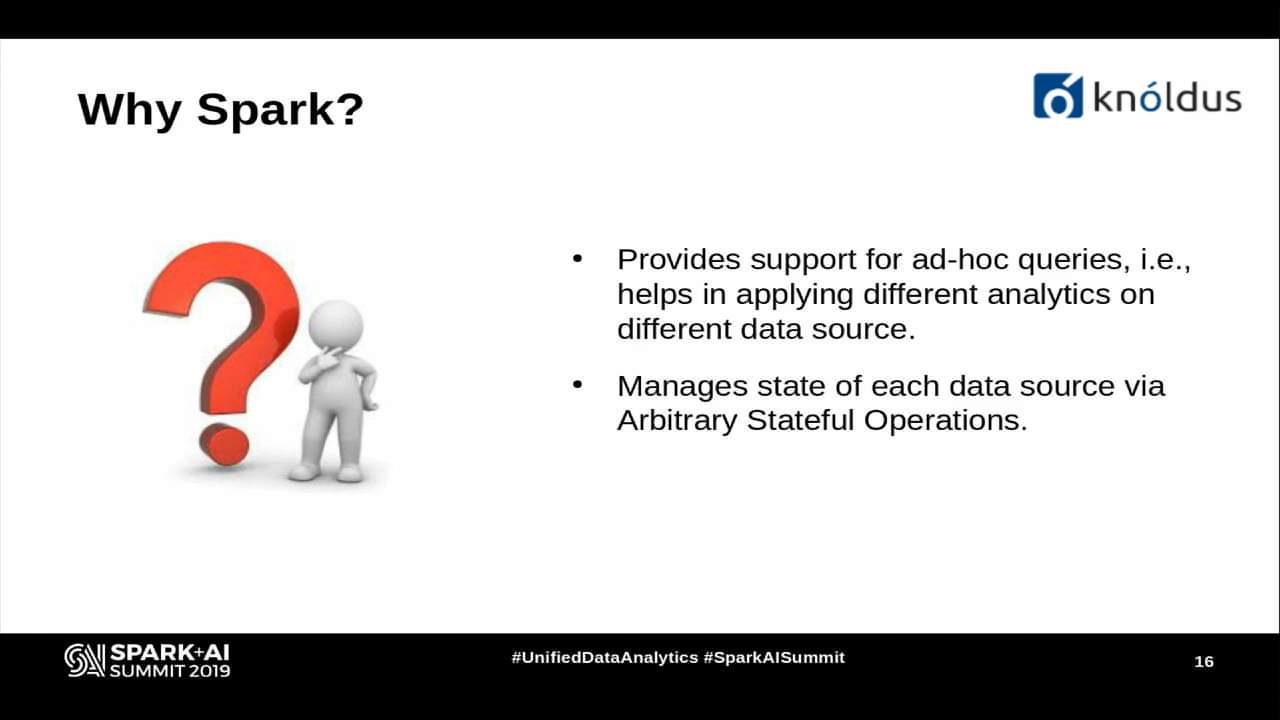 Why Spark?
knóldus
• Provides support for ad-hoc queries, i.e.,
helps in applying different analytics on
different data source.
• Manages state of each data source via
Arbitrary Stateful Operations.
SPARK+AI
SUMMIT 2019
#UnifiedDataAnalytics #SparkAISummit
16